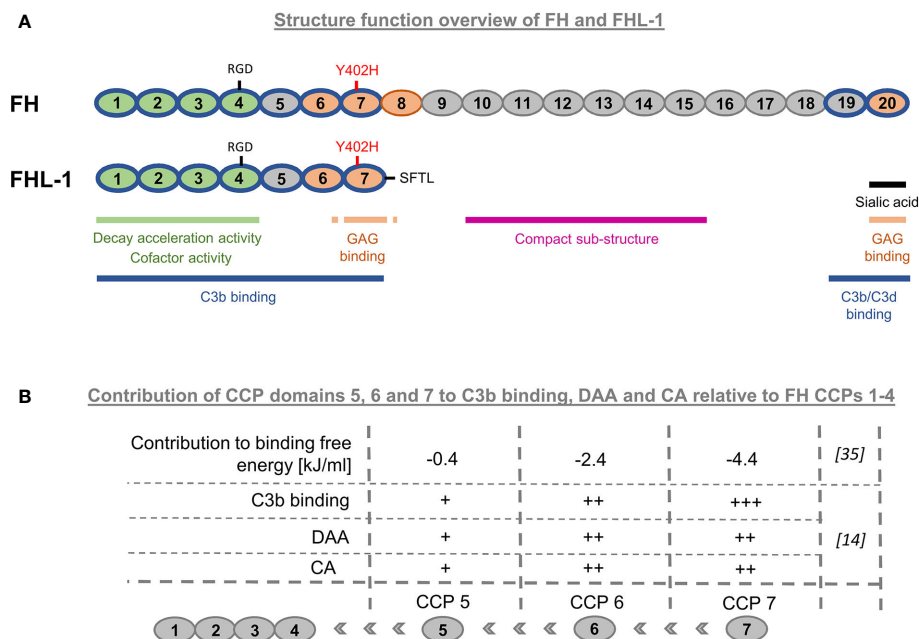 A
Structure function overview of FH and FHL-1
RGD
Y402H
FH
1 2 3 4 5 6 7 8 9 10 11 12 13 14 15 16 17 18 19 20
RGD
Y402H
FHL-1
1 2 3 4 5 6 7
SFTL
Sialic acid
Decay acceleration activity
Cofactor activity
GAG
binding
Compact sub-structure
GAG
binding
C3b binding
C3b/C3d
binding
B
Contribution of CCP domains 5, 6 and 7 to C3b binding, DAA and CA relative to FH CCPs 1-4
Contribution to binding free
energy [kJ/ml]
-0.4 -2.4 -4.4 [35]
C3b binding + ++ +++
DAA + ++ ++
[14]
CA + ++ ++
CCP 5 CCP 6 CCP 7
1 2 3 4 « « « 5 « « « 6 « « « 7